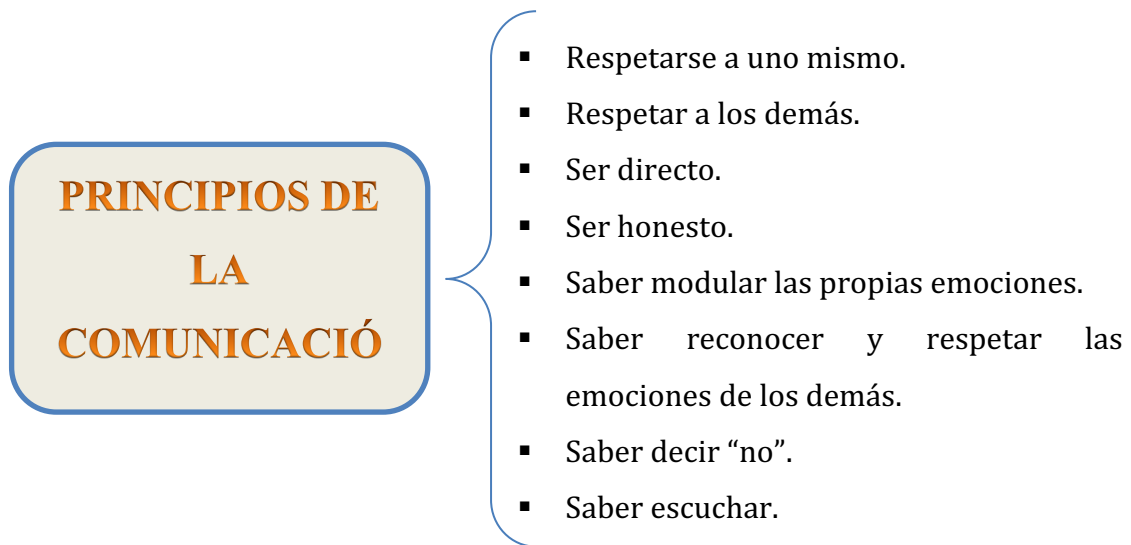 PRINCIPIOS DE
LA
COMUNICACIÓ
▪ Respetarse a uno mismo.
▪ Respetar a los demás.
▪ Ser directo.
▪ Ser honesto.
▪ Saber modular las propias emociones.
▪ Saber reconocer y respetar las
emociones de los demás.
▪ Saber decir “no”.
▪ Saber escuchar.